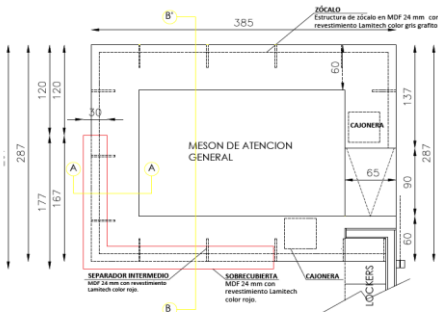 B'
385
ZÓCALO
Estructura de zócalo en MDF 24 mm con
revestimiento Lamitech color gris grafito
120
120
60
137
30
CAJONERA
MESON DE ATENCION
GENERAL
287
287
A
A
65
90
177
167
60
SEPARADOR INTERMEDIO
MDF 24 mm con revestimiento
Lamitech color rojo.
SOBRECUBIERTA
MDF 24 mm con
revestimiento Lamitech
color rojo.
CAJONERA
LOCKERS
B